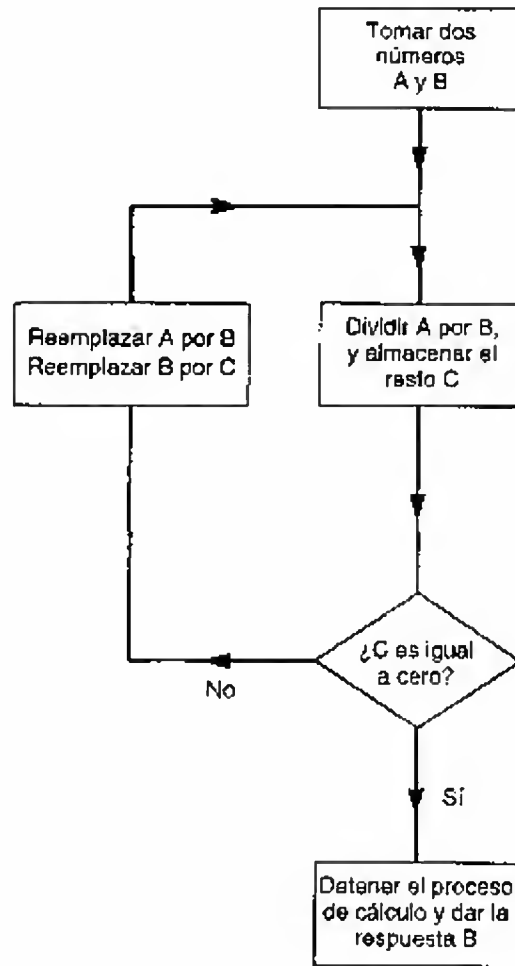 Tomar dos
números
A y B
Reemplazar A por B
Reemplazar B por C
Dividir A por B,
y almacenar el
resto C
¿C es igual
a cero?
No
Sí
Detener el proceso
de cálculo y dar la
respuesta B